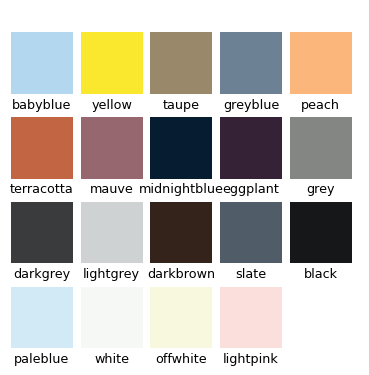 babyblue yellow taupe greyblue peach
terracotta mauve midnightblue eggplant grey
darkgrey lightgrey darkbrown slate black
paleblue white offwhite lightpink